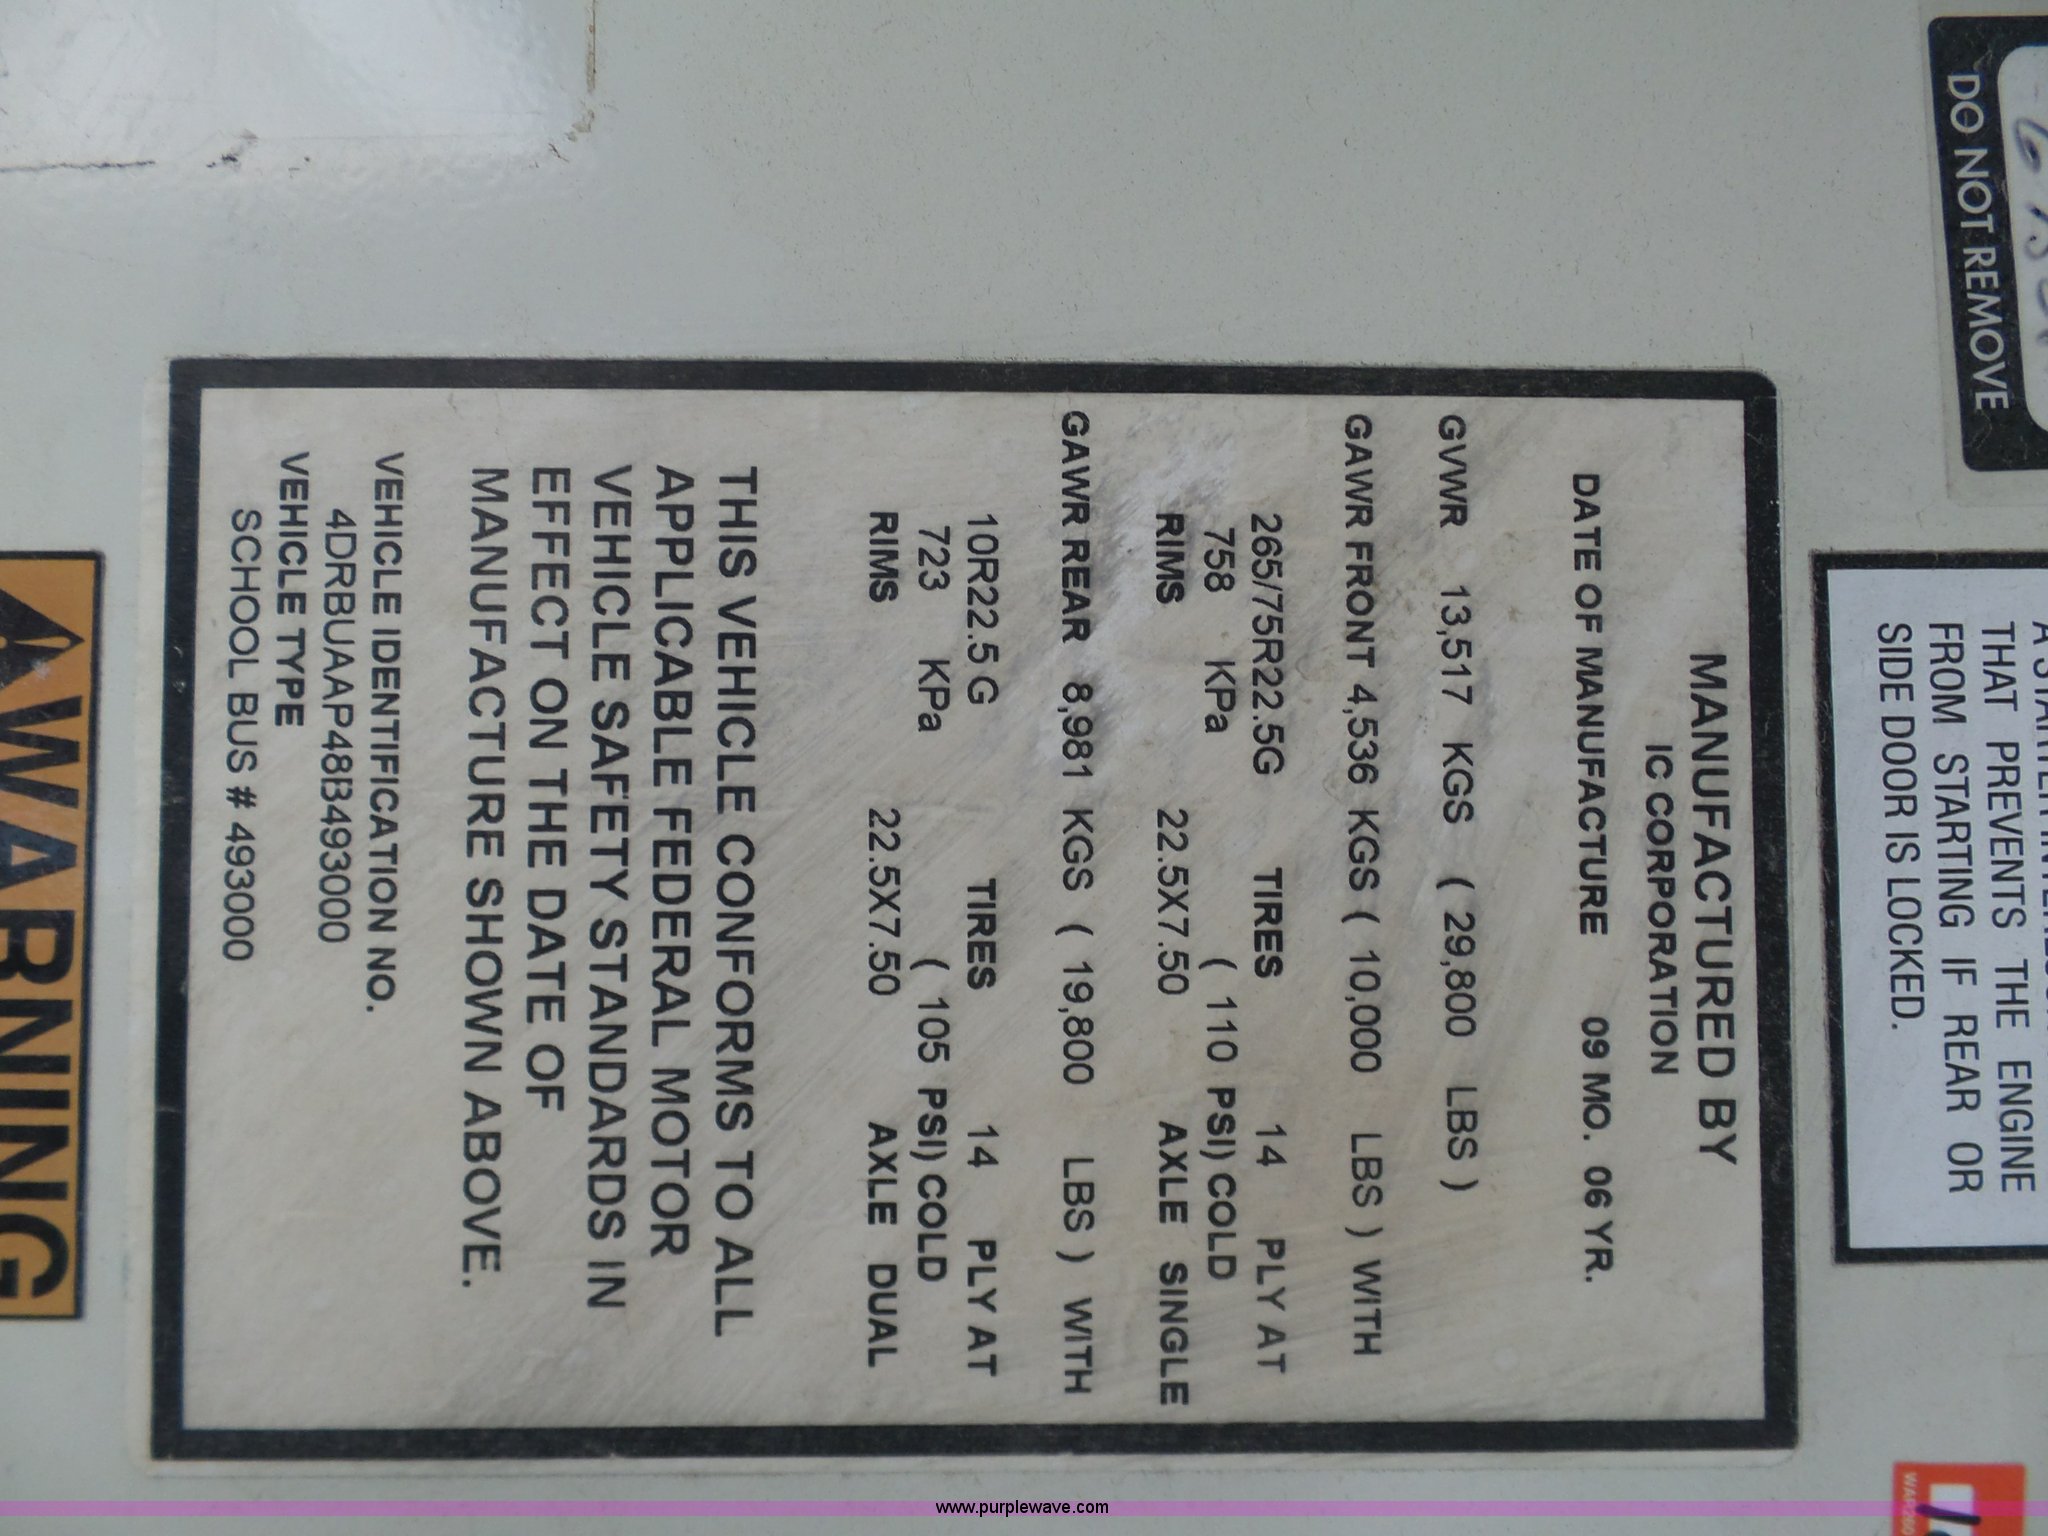 DO NOT REMOVE
THAT PREVENTS THE ENGINE
FROM STARTING IF REAR OR
SIDE DOOR IS LOCKED.
MANUFACTURED BY
IC CORPORATION
DATE OF MANUFACTURE 09 MO. 06 YR.
GVWR 13,517 KGS ( 29,800 LBS )
GAWR FRONT 4,536 KGS ( 10,000 LBS ) WITH
265/75R22.5G TIRES 14 PLY AT
758 KPa ( 110 PSI) COLD
RIMS 22.5X7.50 AXLE SINGLE
GAWR REAR 8,981 KGS ( 19,800 LBS ) WITH
10R22.5 G TIRES 14 PLY AT
723 KPa ( 105 PSI) COLD
RIMS 22.5X7.50 AXLE DUAL
THIS VEHICLE CONFORMS TO ALL
APPLICABLE FEDERAL MOTOR
VEHICLE SAFETY STANDARDS IN
EFFECT ON THE DATE OF
MANUFACTURE SHOWN ABOVE.
VEHICLE IDENTIFICATION NO.
4DRBUAAP48B493000
VEHICLE TYPE
SCHOOL BUS # 493000
WARNING
www.purplewave.com